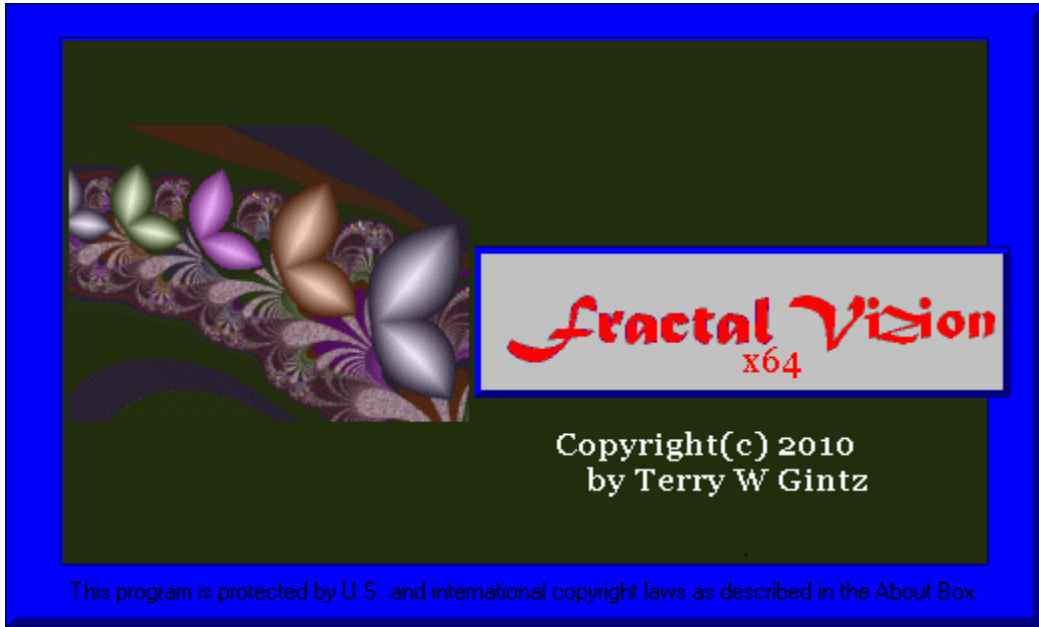 Fractal Vizion
x64
Copyright(c) 2010
by Terry W Gintz
This program is protected by U.S. and international copyright laws as described in the About Box.